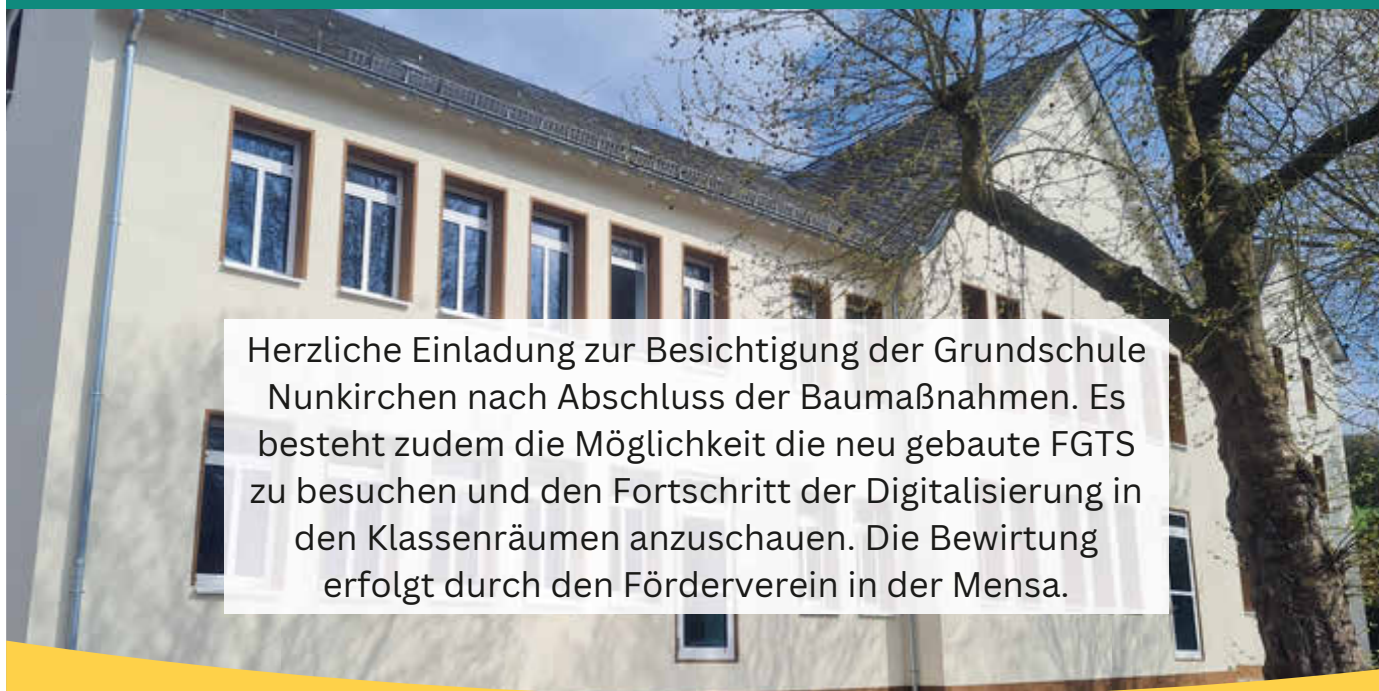 Herzliche Einladung zur Besichtigung der Grundschule
Nunkirchen nach Abschluss der Baumaßnahmen. Es
besteht zudem die Möglichkeit die neu gebaute FGTS
zu besuchen und den Fortschritt der Digitalisierung in
den Klassenräumen anzuschauen. Die Bewirtung
erfolgt durch den Förderverein in der Mensa.